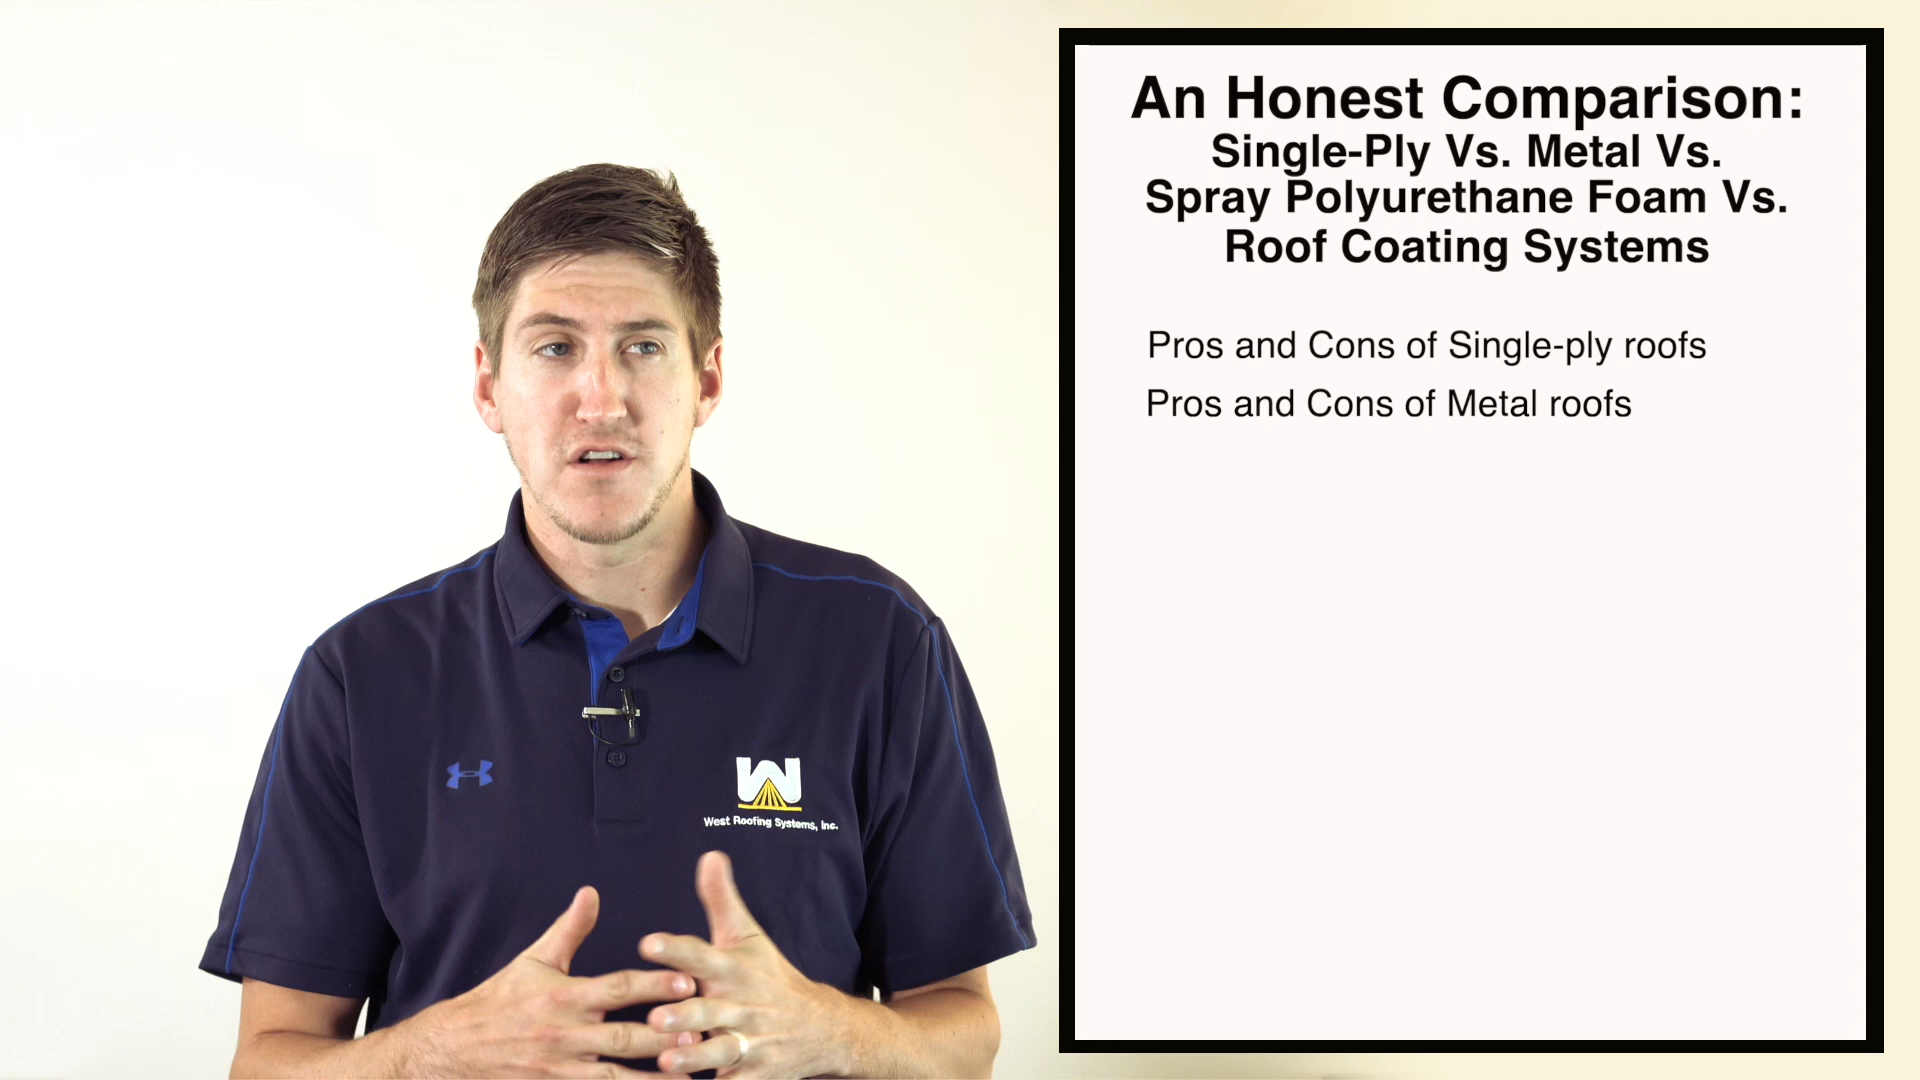 An Honest Comparison:
Single-Ply Vs. Metal Vs.
Spray Polyurethane Foam Vs.
Roof Coating Systems
Pros and Cons of Single-ply roofs
Pros and Cons of Metal roofs
West Roofing Systems, Inc.